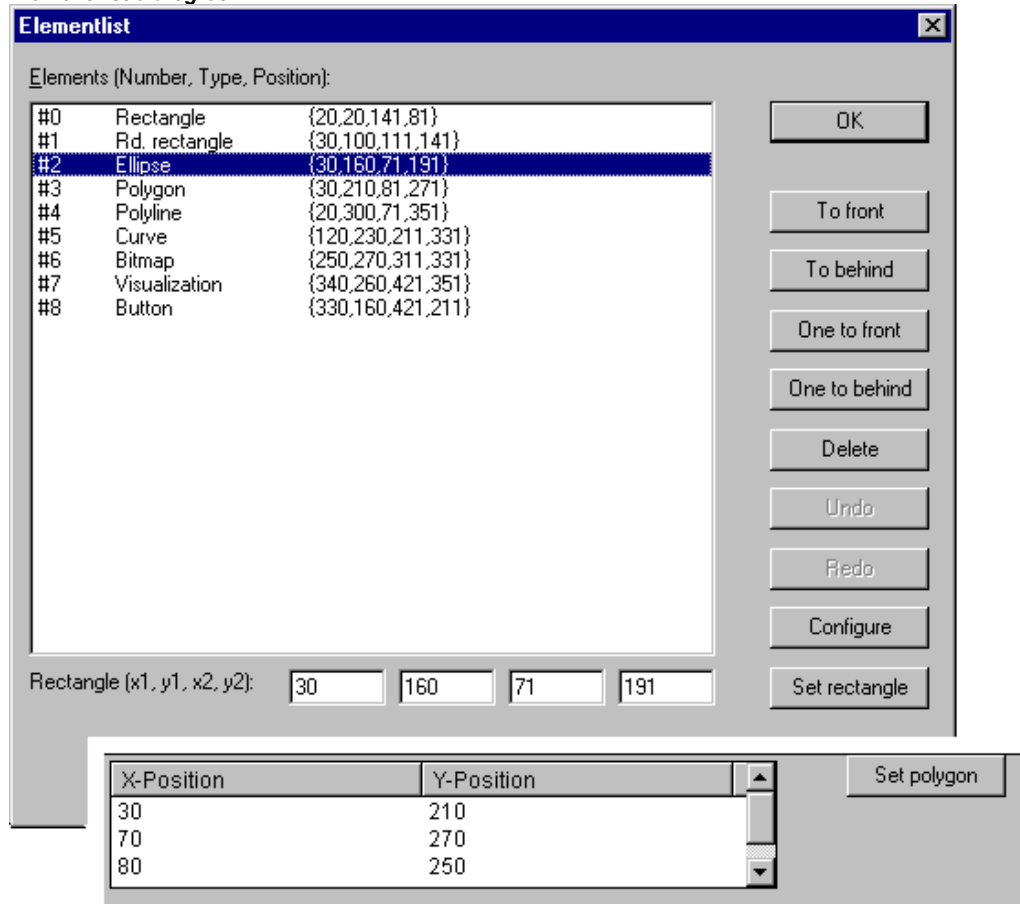 Elementlist
Elements (Number, Type, Position):
#0 Rectangle {20,20,141,81}
#1 Rd. rectangle {30,100,111,141}
#2 Ellipse {30,160,71,191}
#3 Polygon {30,210,81,271}
#4 Polyline {20,300,71,351}
#5 Curve {120,230,211,331}
#6 Bitmap {250,270,311,331}
#7 Visualization {340,260,421,351}
#8 Button {330,160,421,211}
OK
To front
To behind
One to front
One to behind
Delete
Undo
Redo
Configure
Rectangle (x1, y1, x2, y2): 30 160 71 191 Set rectangle
X-Position Y-Position Set polygon
30 210
70 270
80 250